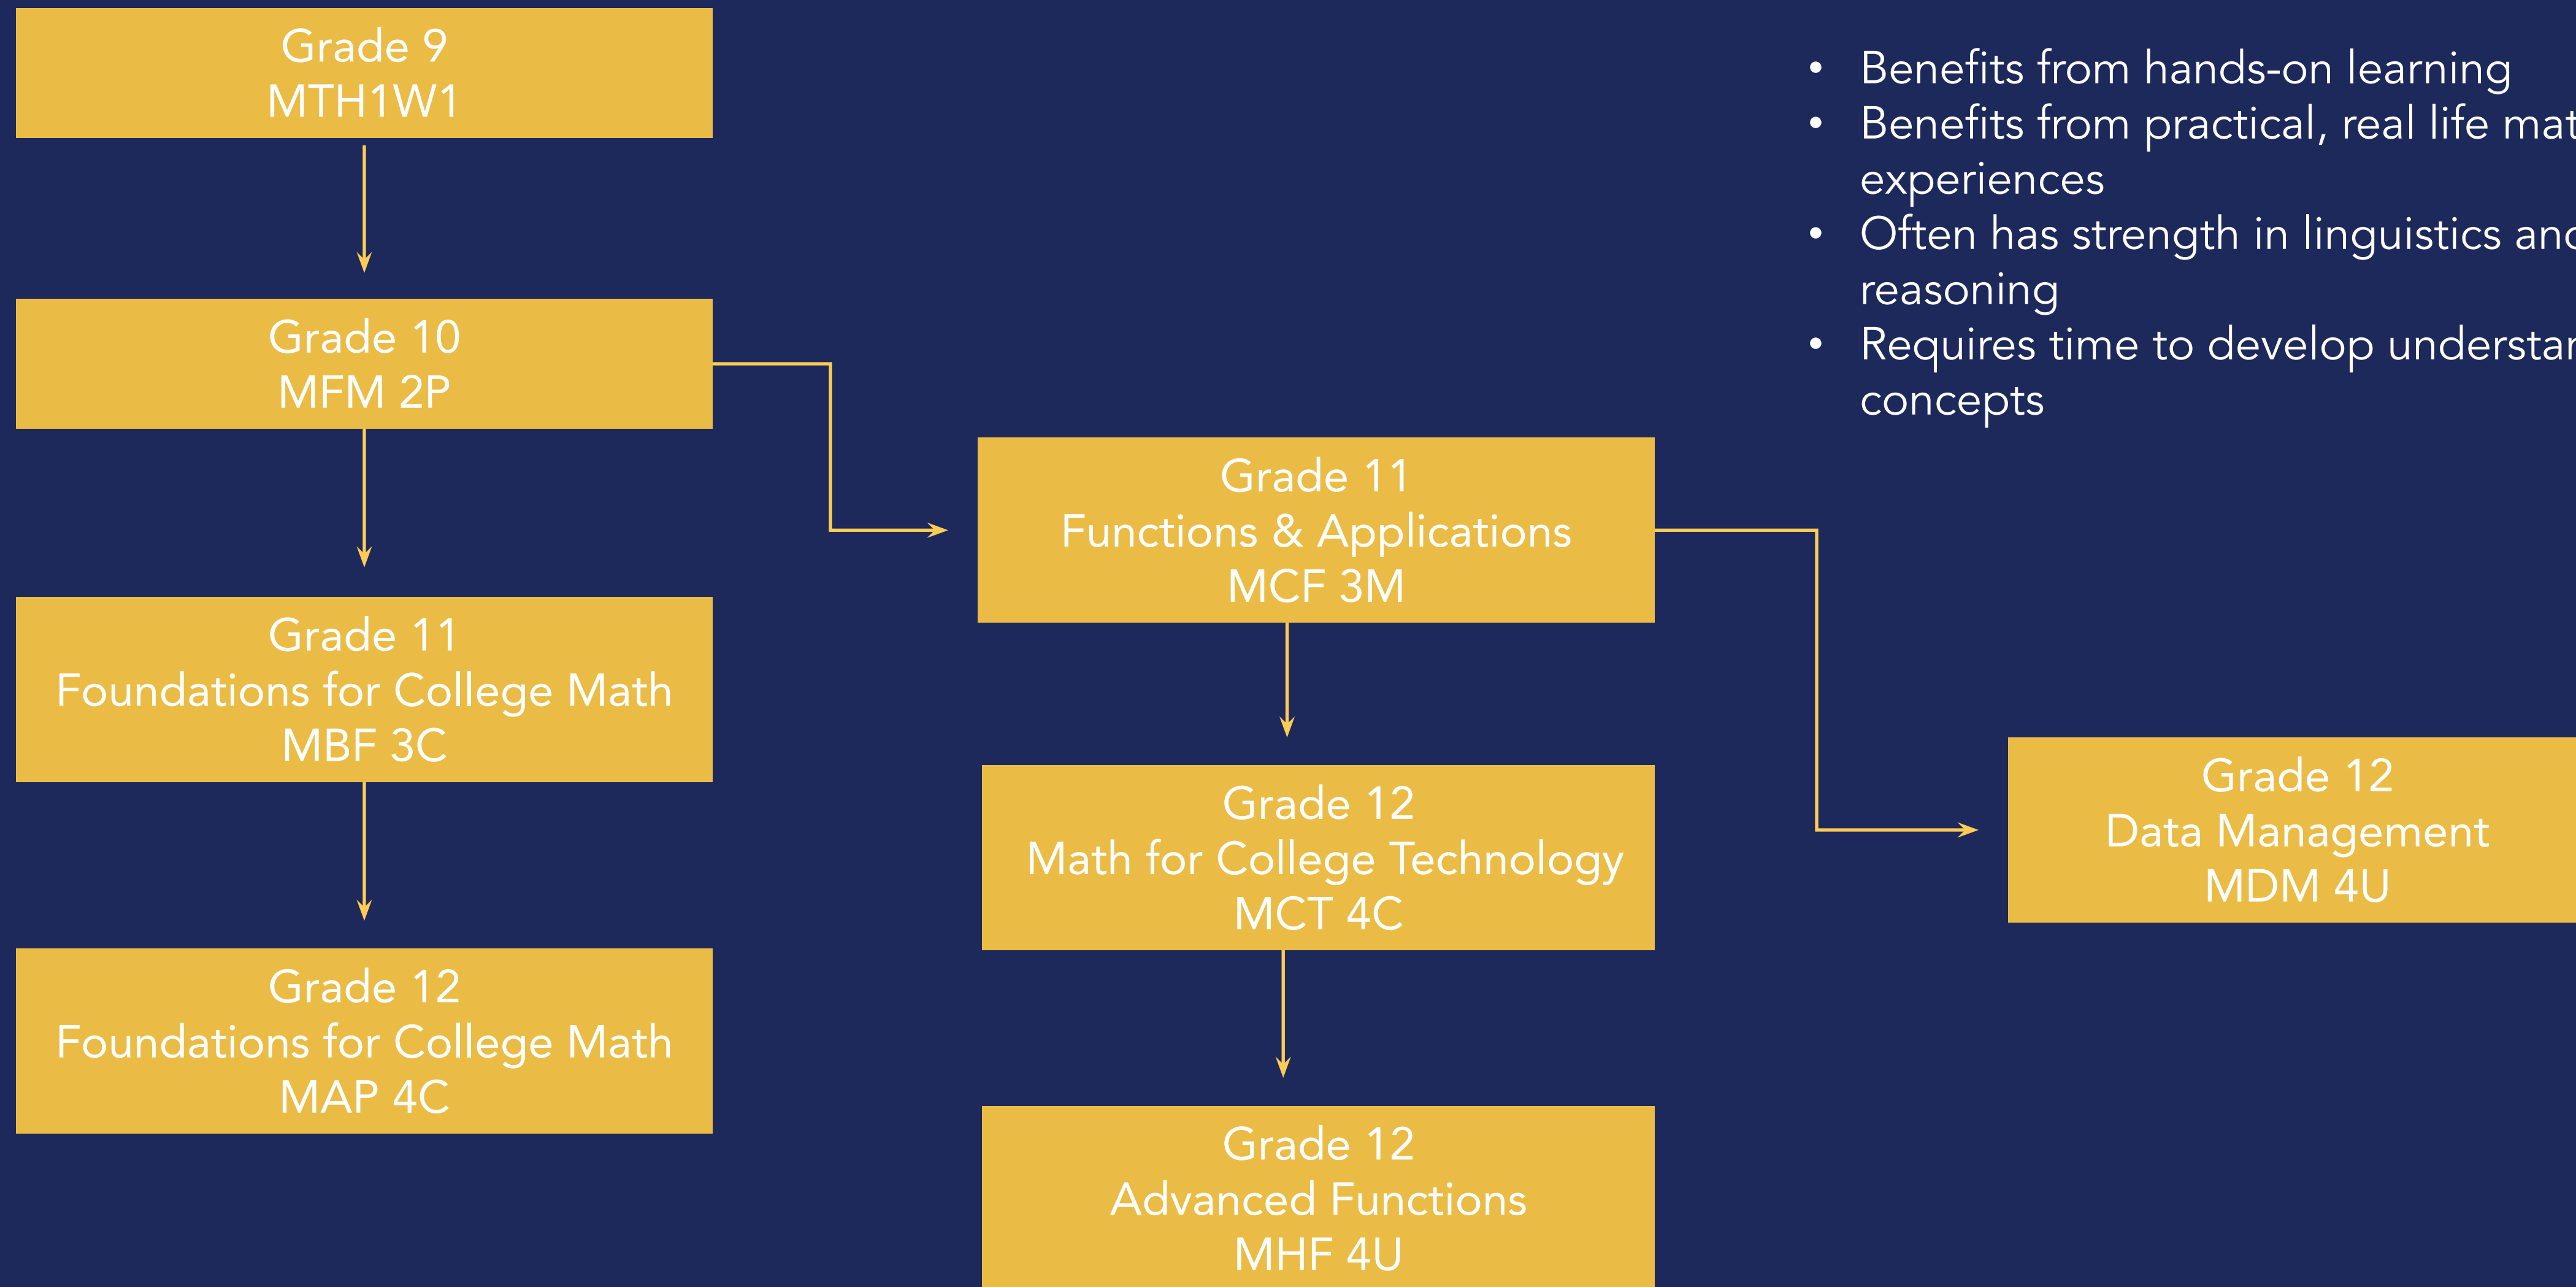 Grade 9
MTH1W1
• Benefits from hands-on learning
• Benefits from practical, real life
experiences
• Often has strength in linguistics
reasoning
• Requires time to develop
concepts
Grade 10
MFM 2P
Grade 11
Functions & Applications
MCF 3M
Grade 11
Foundations for College Math
MBF 3C
Grade 12
Math for College Technology
MCT 4C
Grade 12
Data Management
MDM 4U
Grade 12
Foundations for College Math
MAP 4C
Grade 12
Advanced Functions
MHF 4U